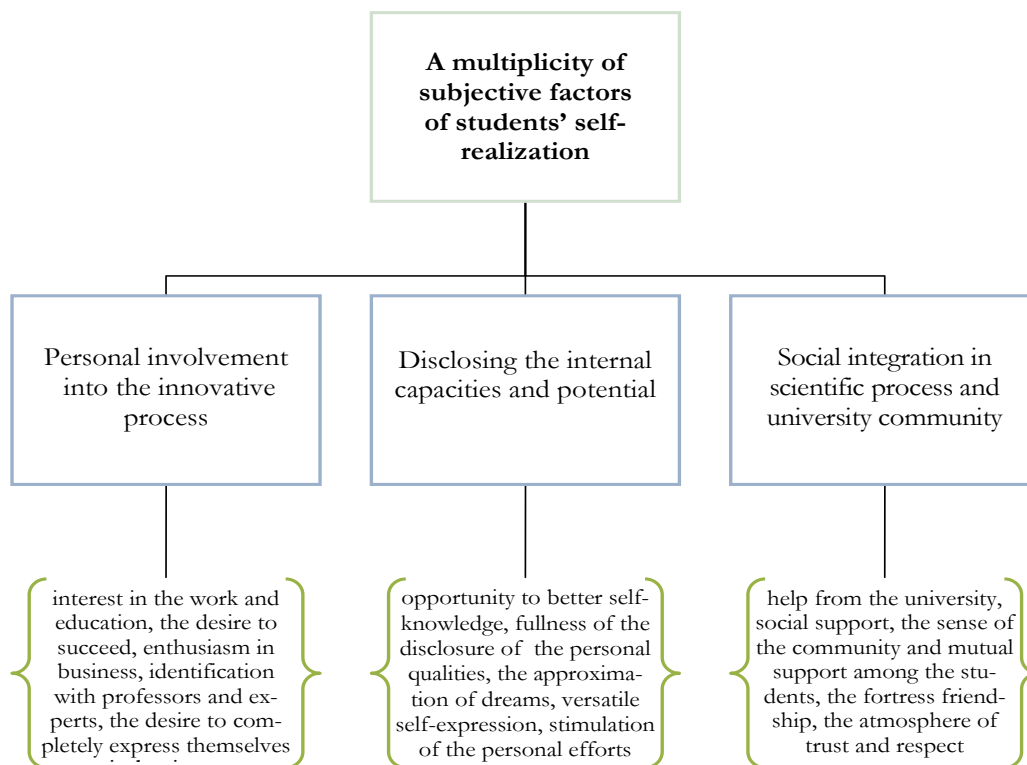 A multiplicity of
subjective factors
of students’ self-
realization
Personal involvement
into the innovative
process
Disclosing the internal
capacities and potential
Social integration in
scientific process and
university community
interest in the work and
education, the desire to
succeed, enthusiasm in
business, identification
with professors and ex-
perts, the desire to com-
pletely express themselves
opportunity to better self-
knowledge, fullness of the
disclosure of the personal
qualities, the approxima-
tion of dreams, versatile
self-expression, stimulation
of the personal efforts
help from the university,
social support, the sense of
the community and mutual
support among the stu-
dents, the fortress friend-
ship, the atmosphere of
trust and respect